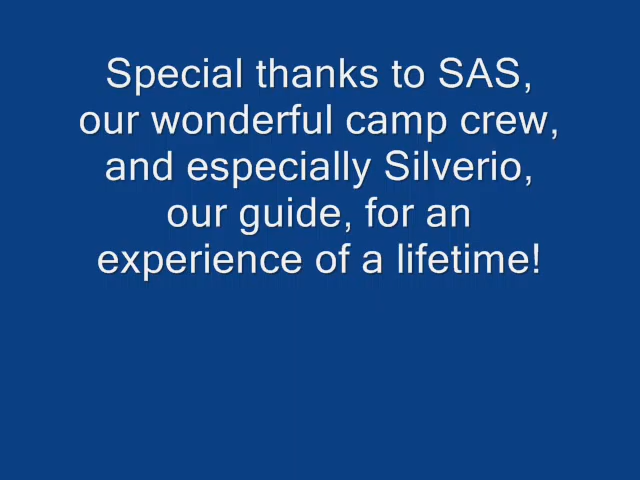 Special thanks to SAS,
our wonderful camp crew,
and especially Silverio,
our guide, for an
experience of a lifetime!